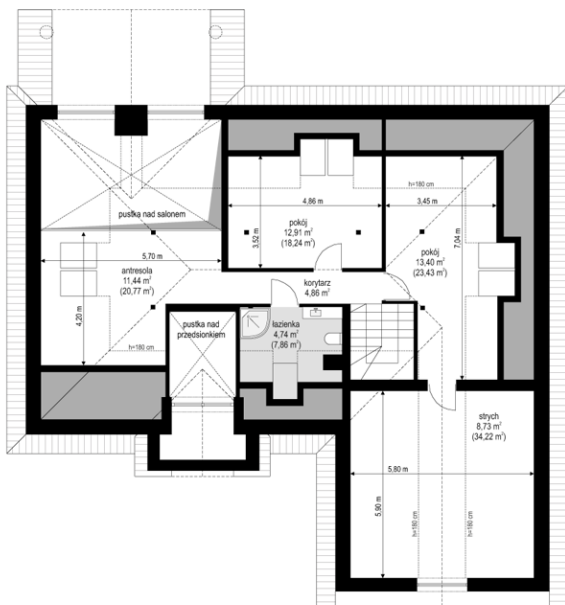 h=180 cm
4,86 m
3,45 m
pustka nad salonem
pokój
12,91 m²
(18,24 m²)
3,52 m
7,04 m
pokój
13,40 m²
(23,43 m²)
5,70 m
antresola
11,44 m²
(20,77 m²)
korytarz
4,86 m²
4,20 m
pustka nad
przedsionkiem
łazienka
4,74 m²
(7,86 m²)
h=180 cm
strych
8,73 m²
(34,22 m²)
5,80 m
5,90 m
h=180 cm
h=180 cm